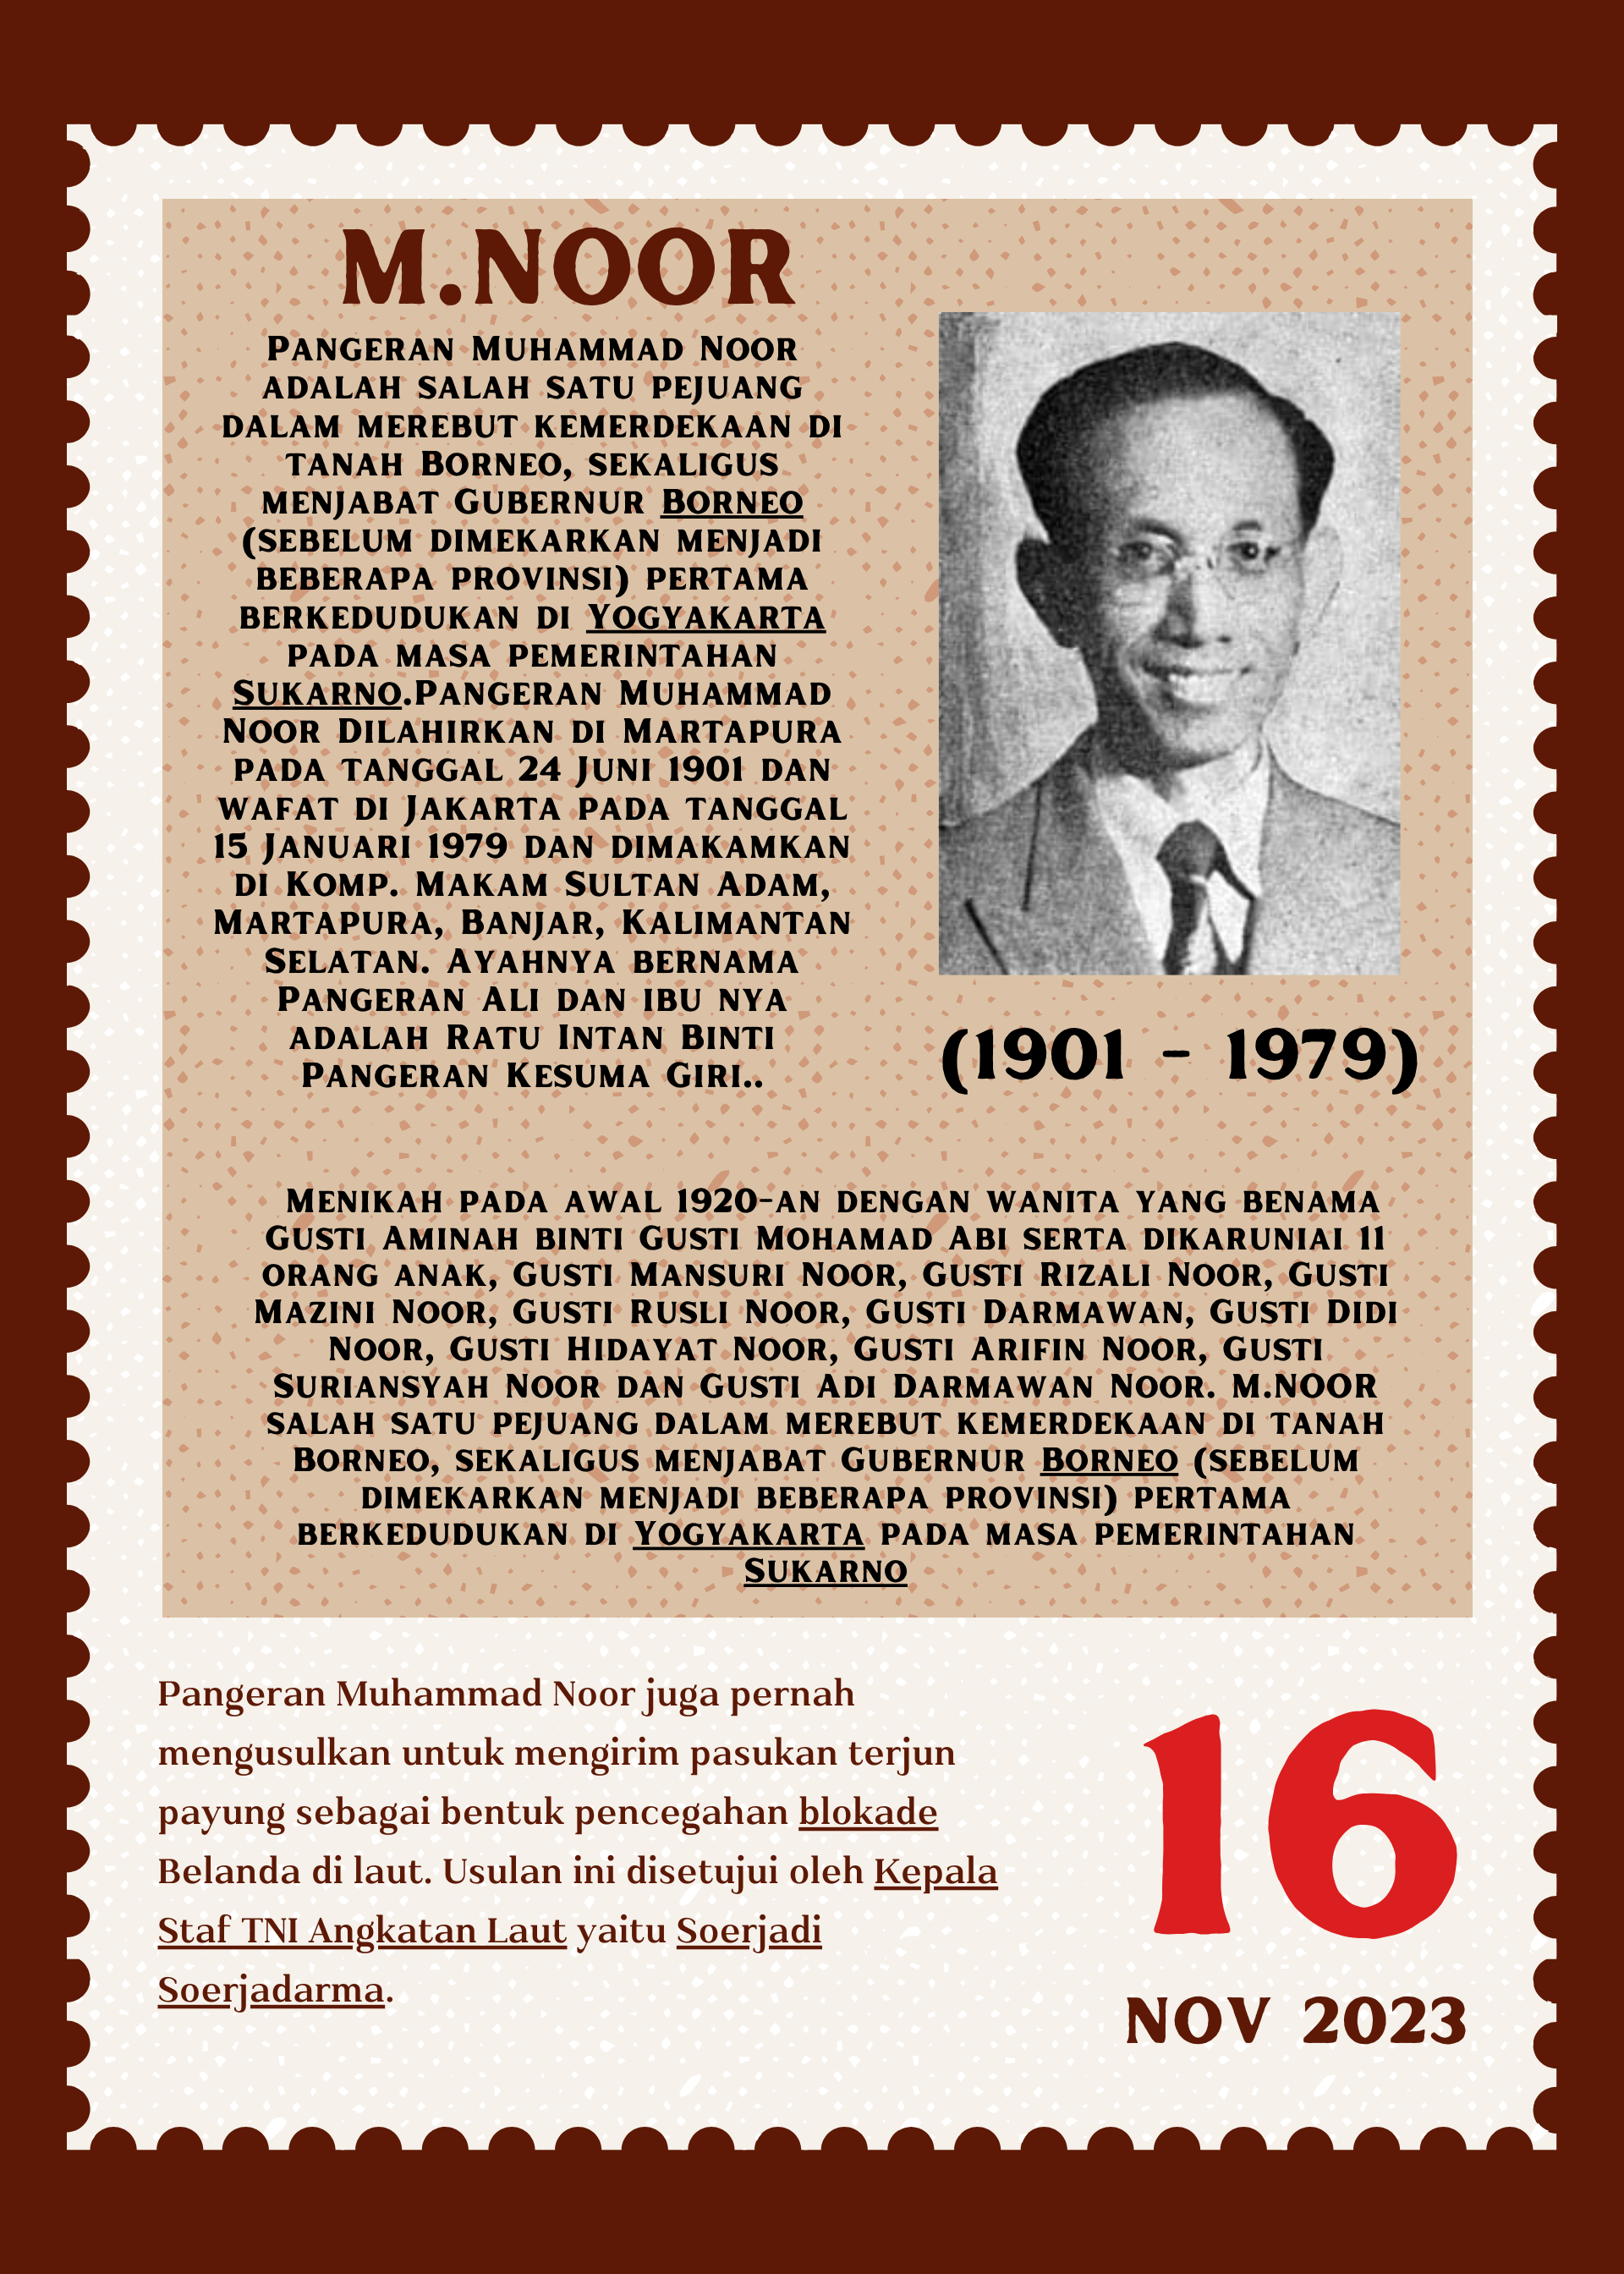 M.NOOR
Pangeran Muhammad Noor
adalah salah satu pejuang
dalam merebut kemerdekaan di
tanah Borneo, sekaligus
menjabat Gubernur Borneo
(sebelum dimekarkan menjadi
beberapa provinsi) pertama
berkedudukan di Yogyakarta
pada masa pemerintahan
Sukarno.Pangeran Muhammad
Noor Dilahirkan di Martapura
pada tanggal 24 Juni 1901 dan
wafat di Jakarta pada tanggal
15 Januari 1979 dan dimakamkan
di Komp. Makam Sultan Adam,
Martapura, Banjar, Kalimantan
Selatan. Ayahnya bernama
Pangeran Ali dan ibu nya
adalah Ratu Intan Binti
Pangeran Kesuma Giri..
(1901 - 1979)
Menikah pada awal 1920-an dengan wanita yang benama
Gusti Aminah binti Gusti Mohamad Abi serta dikaruniai 11
orang anak, Gusti Mansuri Noor, Gusti Rizali Noor, Gusti
Mazini Noor, Gusti Rusli Noor, Gusti Darmawan, Gusti Didi
Noor, Gusti Hidayat Noor, Gusti Arifin Noor, Gusti
Suriansyah Noor dan Gusti Adi Darmawan Noor. M.NOOR
salah satu pejuang dalam merebut kemerdekaan di tanah
Borneo, sekaligus menjabat Gubernur Borneo (sebelum
dimekarkan menjadi beberapa provinsi) pertama
berkedudukan di Yogyakarta pada masa pemerintahan
Sukarno
Pangeran Muhammad Noor juga pernah
mengusulkan untuk mengirim pasukan terjun
payung sebagai bentuk pencegahan blokade
Belanda di laut. Usulan ini disetujui oleh Kepala
Staf TNI Angkatan Laut yaitu Soerjadi
Soerjadarma.
16
NOV 2023